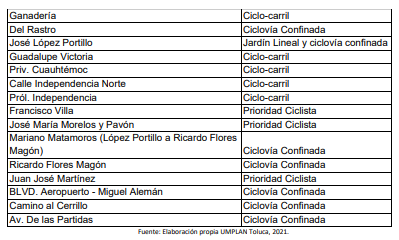 Ganadería Ciclo-carril
Del Rastro Ciclovía Confinada
José López Portillo Jardín Lineal y ciclovía confinada
Guadalupe Victoria Ciclo-carril
Priv. Cuauhtémoc Ciclo-carril
Calle Independencia Norte Ciclo-carril
Pról. Independencia Ciclo-carril
Francisco Villa Prioridad Ciclista
José María Morelos y Pavón Prioridad Ciclista
Mariano Matamoros (López Portillo a Ricardo Flores
Magón) Ciclovía Confinada
Ricardo Flores Magón Ciclovía Confinada
Juan José Martínez Prioridad Ciclista
BLVD. Aeropuerto - Miguel Alemán Ciclovía Confinada
Camino al Cerrillo Ciclovía Confinada
Av. De las Partidas Ciclovía Confinada
Fuente: Elaboración propia UMPLAN Toluca, 2021.